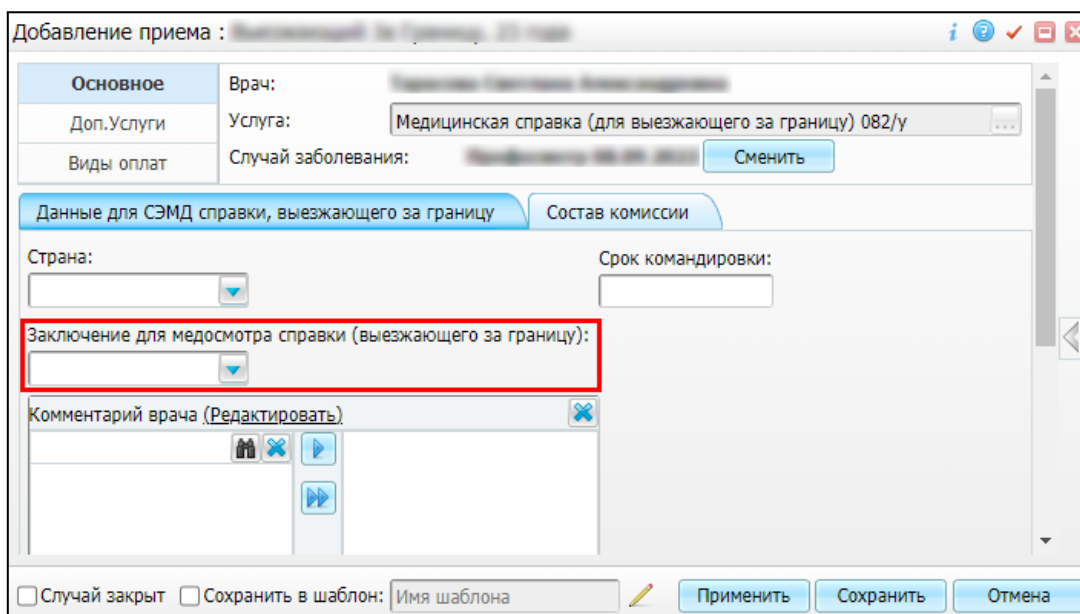 Добавление приема :
Основное
Доп.Услуги
Виды оплат
Врач:
Услуга: Медицинская справка (для выезжающего за границу) 082/у ...
Случай заболевания: Сменить
Данные для СЭМД справки, выезжающего за границу Состав комиссии
Страна: Срок командировки:
Заключение для медосмотра справки (выезжающего за границу):
Комментарий врача (Редактировать)
Случай закрыт Сохранить в шаблон: Имя шаблона Применить Сохранить Отмена